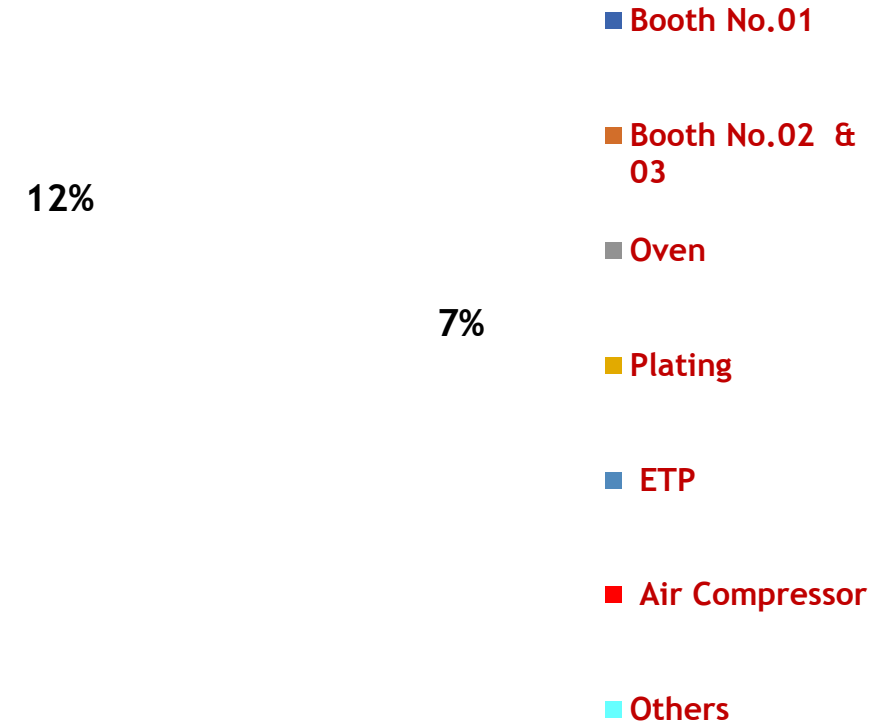 12%
7%
Booth No.01
Booth No.02 &
03
Oven
Plating
ETP
Air Compressor
Others